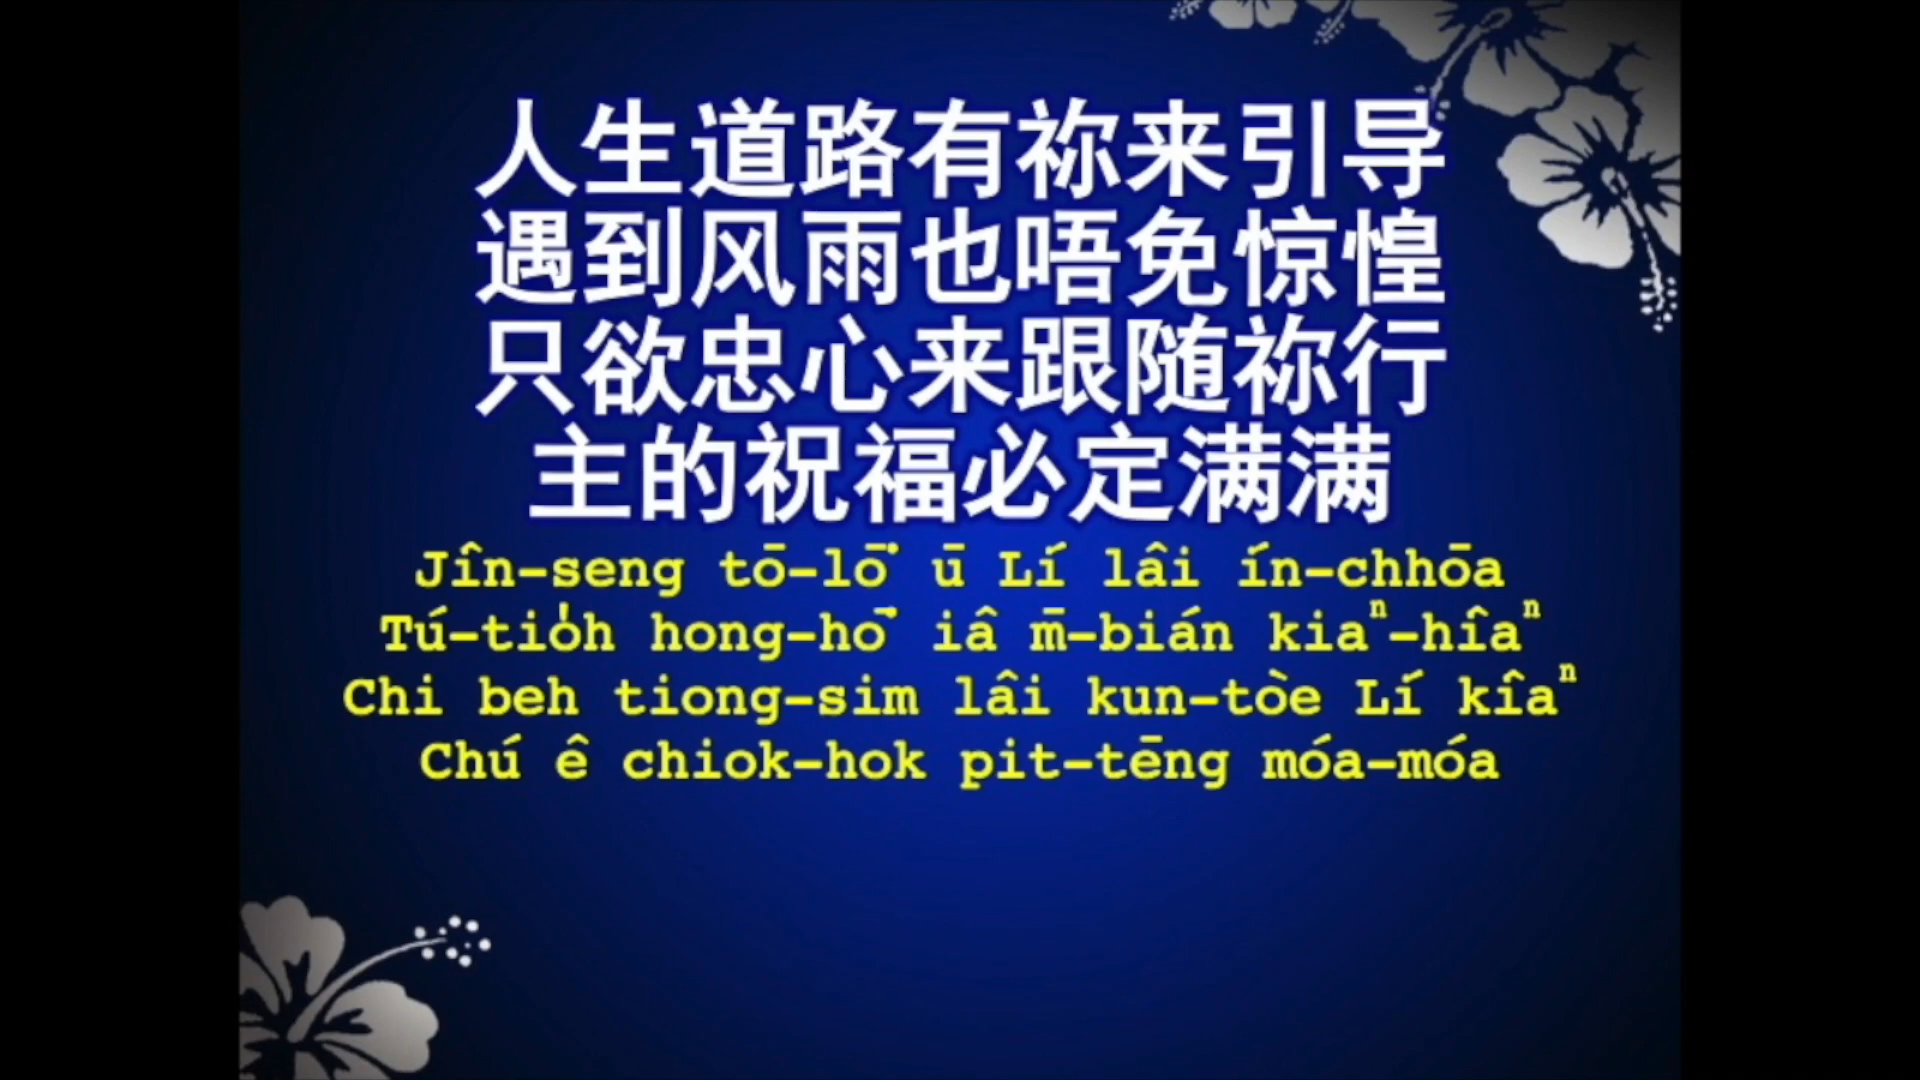 人生道路有祢来引导
遇到风雨也唔免惊惶
只欲忠心来跟随祢行
主的祝福必定满满
Jîn-seng tō-lō͘ ū Lí lâi ín-chhōa
Tú-tio̍h hong-hō͘ iâ m̄-bián kiaⁿ-hîaⁿ
Chi beh tiong-sim lâi kun-tòe Lí kîaⁿ
Chú ê chiok-hok pit-tēng móa-móa